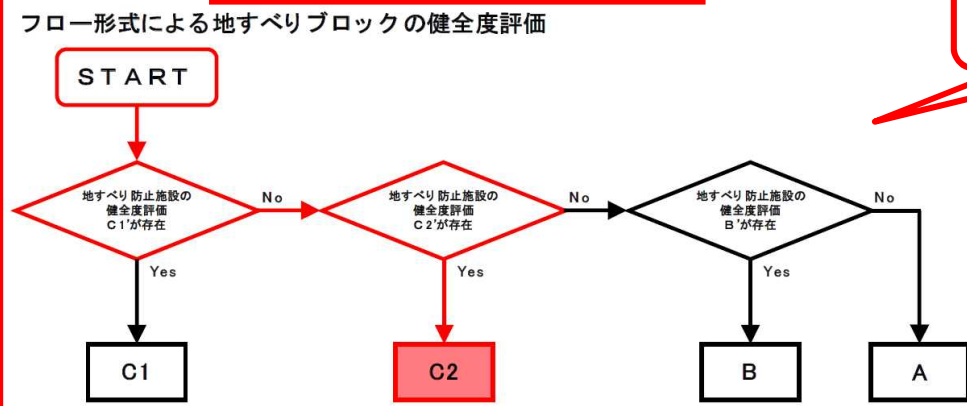 フロー形式による地すべりブロックの健全度評価
START
地すべり防止施設の
健全度評価
C1'が存在
No
地すべり防止施設の
健全度評価
C2'が存在
No
地すべり防止施設の
健全度評価
B'が存在
No
Yes
Yes
Yes
C1
C2
B
A